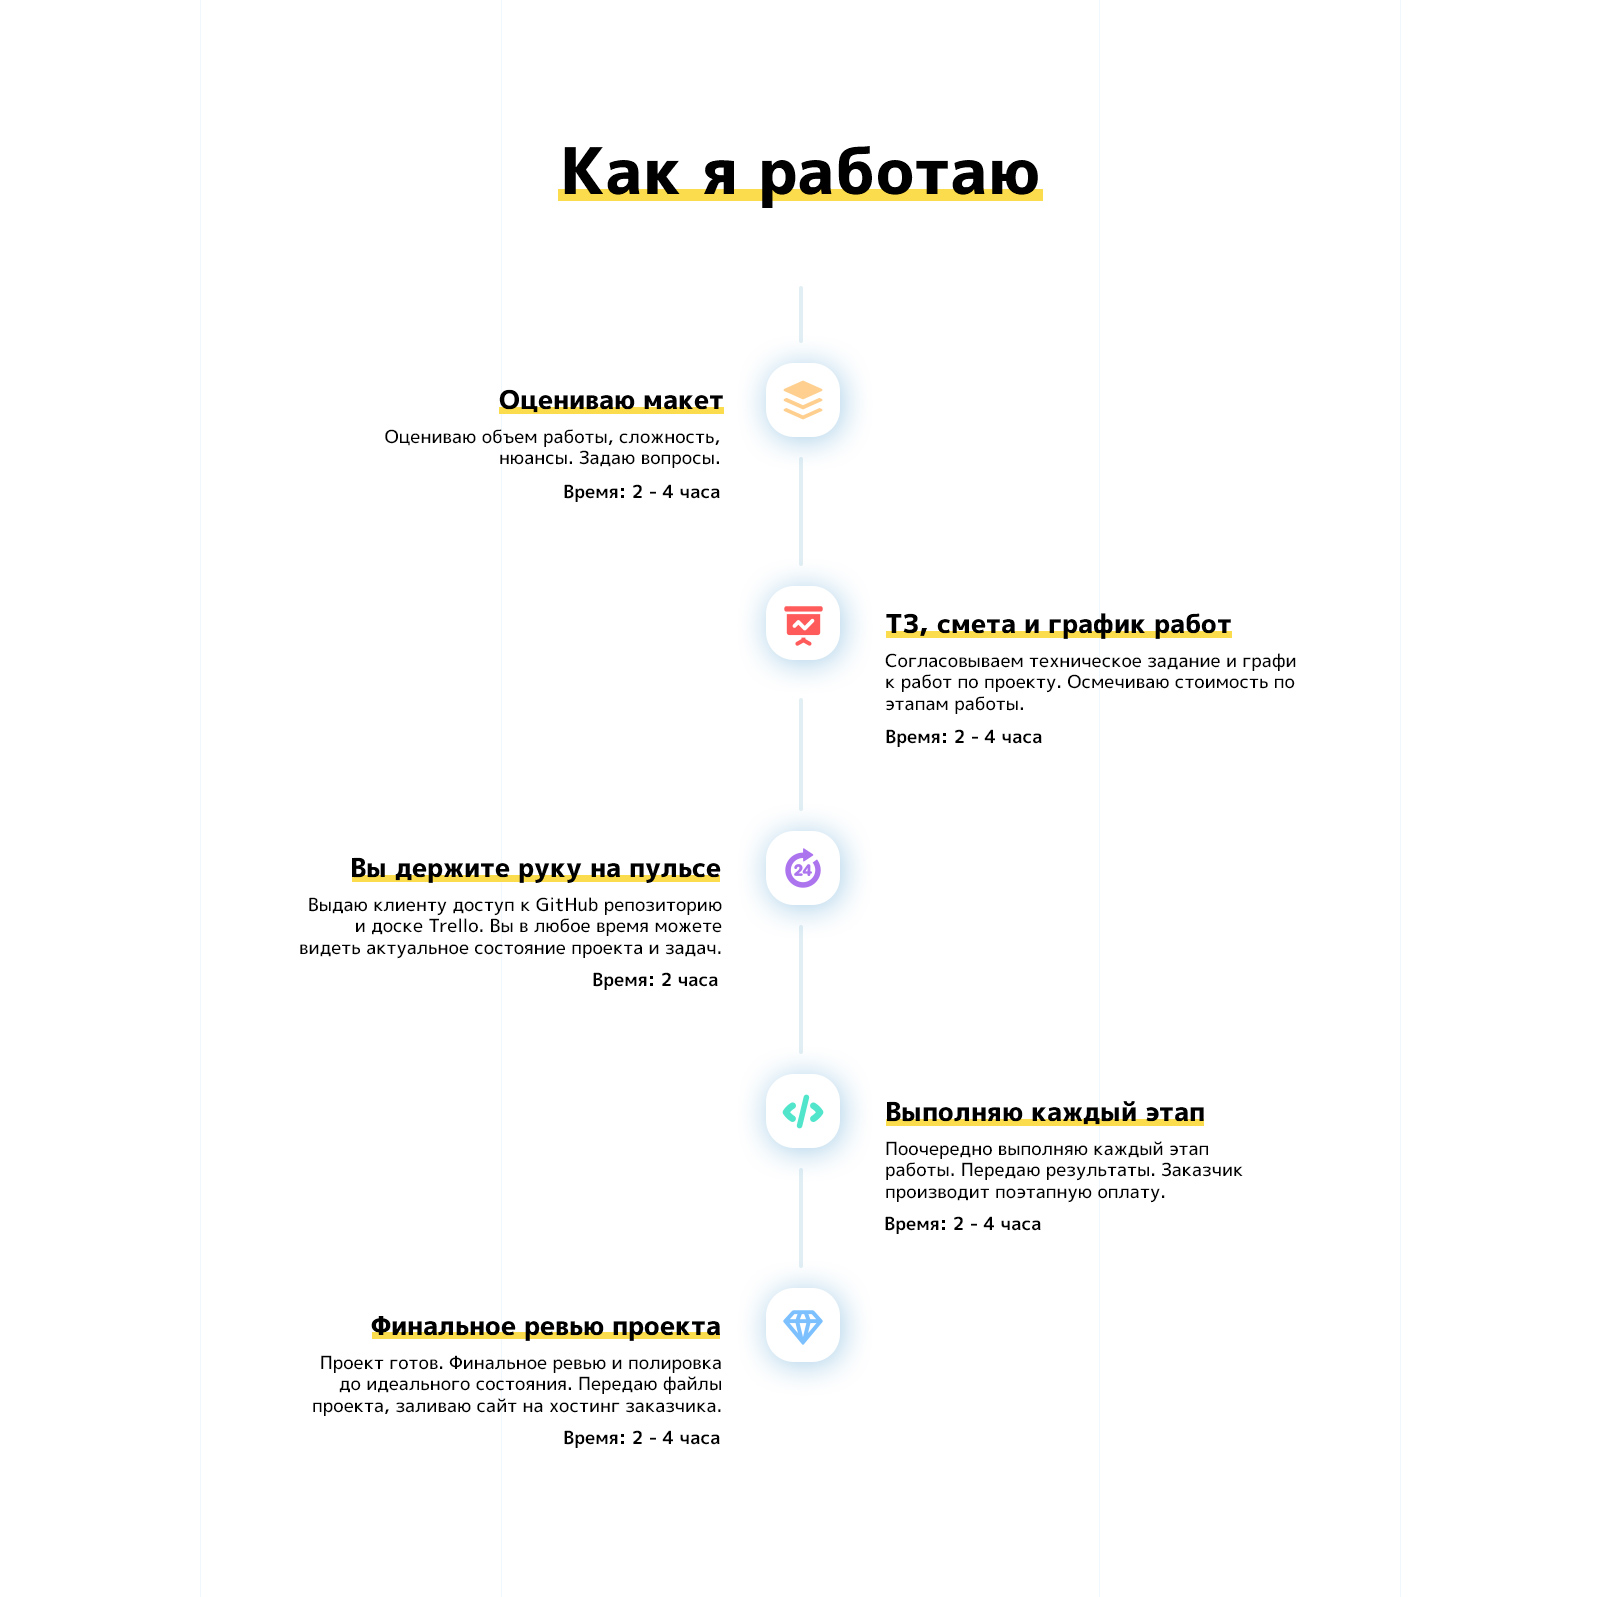 Как я работаю
Оцениваю макет
Оцениваю объем работы, сложность,
нюансы. Задаю вопросы.
Время: 2 - 4 часа
ТЗ, смета и график работ
Согласовываем техническое задание и графи
к работ по проекту. Осмечиваю стоимость по
этапам работы.
Время: 2 - 4 часа
24
Вы держите руку на пульсе
Выдаю клиенту доступ к GitHub репозиторию
и доске Trello. Вы в любое время можете
видеть актуальное состояние проекта и задач.
Время: 2 часа
</>
Выполняю каждый этап
Поочередно выполняю каждый этап
работы. Передаю результаты. Заказчик
производит поэтапную оплату.
Время: 2 - 4 часа
Финальное ревью проекта
Проект готов. Финальное ревью и полировка
до идеального состояния. Передаю файлы
проекта, заливаю сайт на хостинг заказчика.
Время: 2 - 4 часа